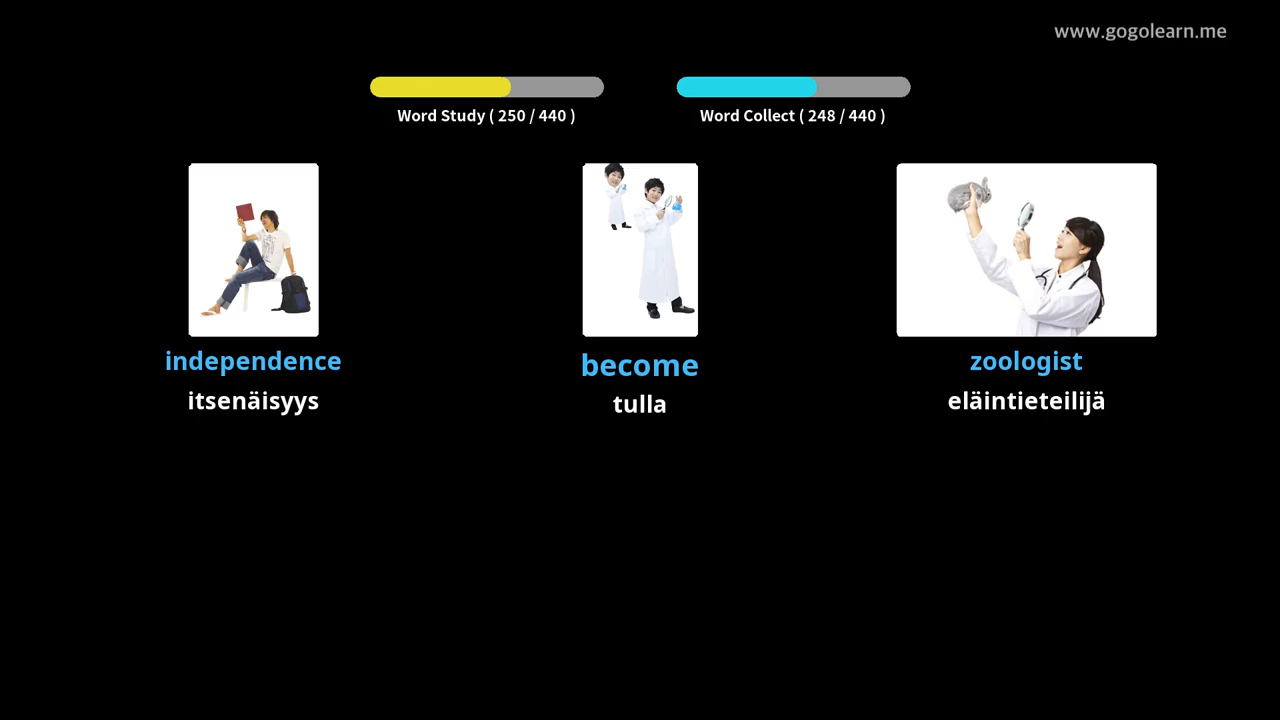 www.gogolearn.me
Word Study ( 250 / 440 )
Word Collect ( 248 / 440 )
independence
itsenäisyys
become
tulla
zoologist
eläintieteilijä